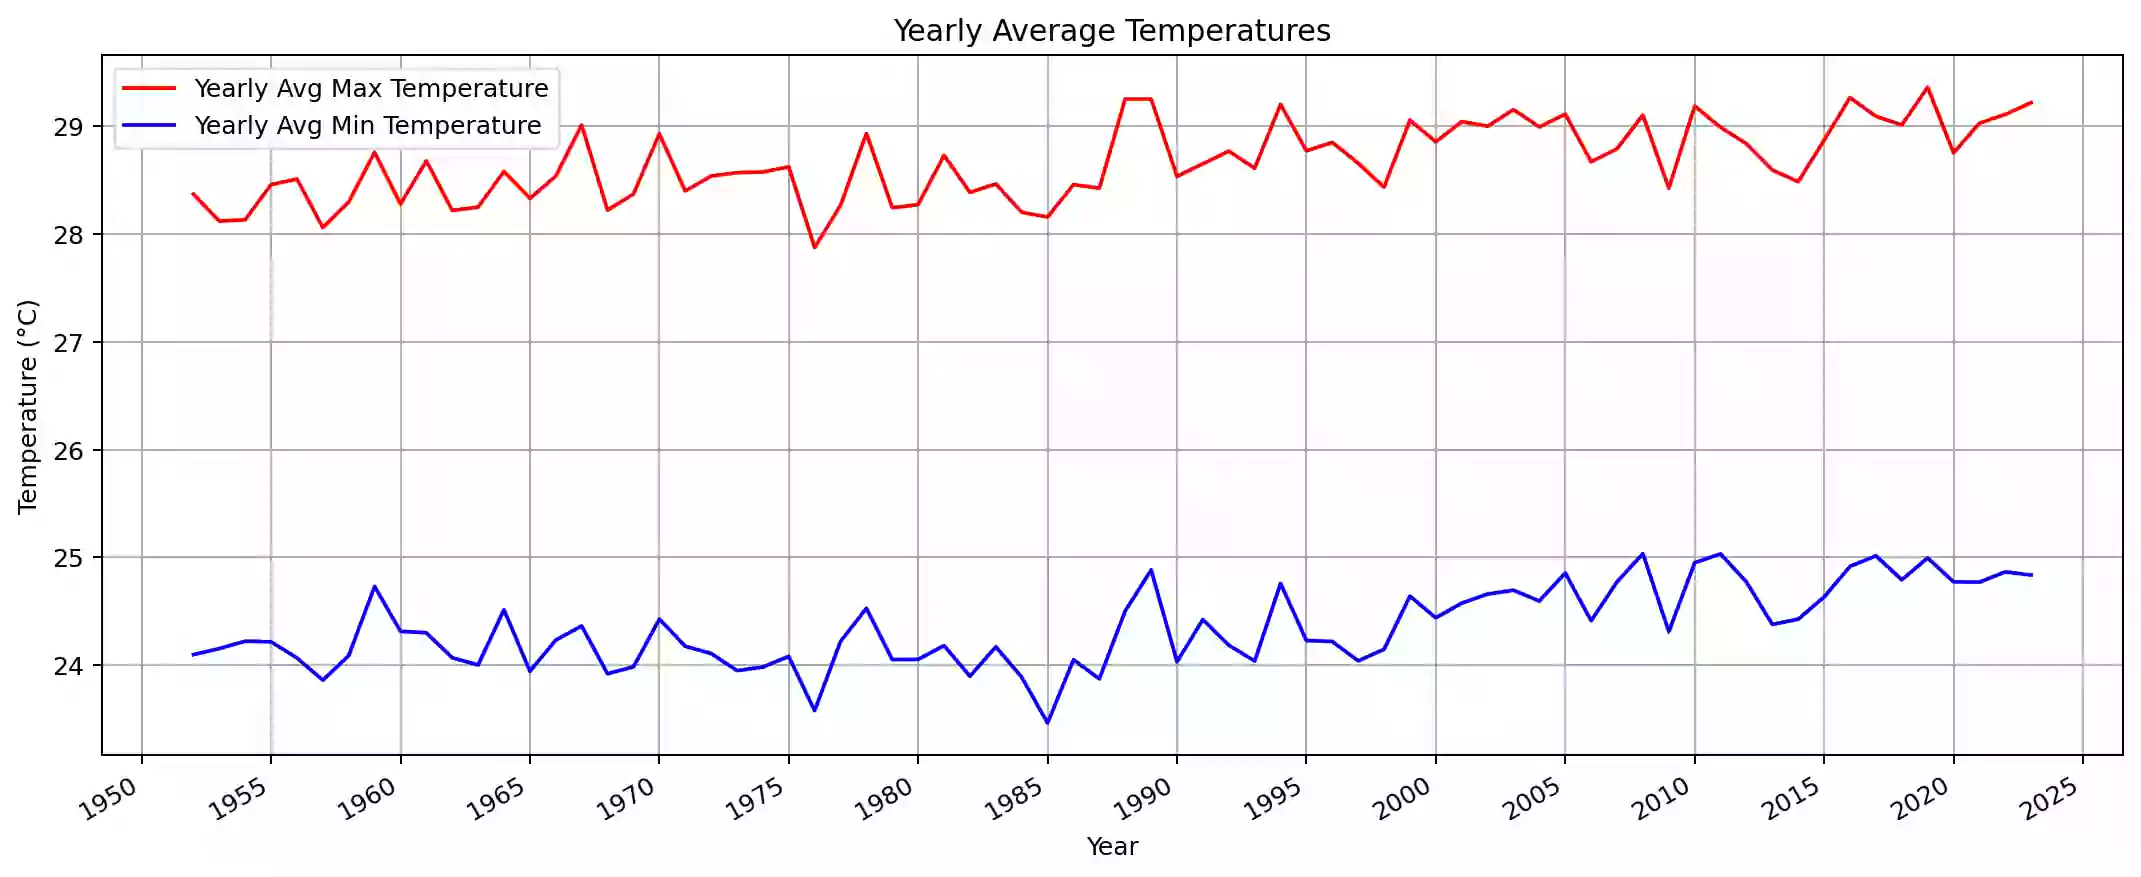 Yearly Average Temperatures
Yearly Avg Max Temperature
Yearly Avg Min Temperature
29
28
27
26
25
24
Temperature (°C)
1950 1955 1960 1965 1970 1975 1980 1985 1990 1995 2000 2005 2010 2015 2020 2025
Year